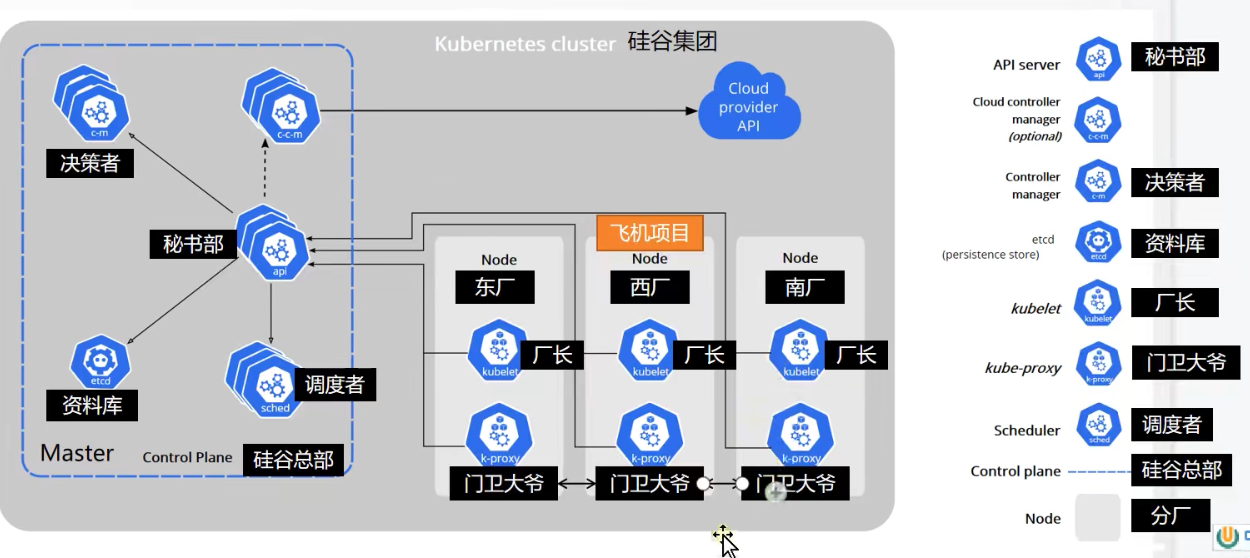 Kubernetes cluster 硅谷集团
c-m
决策者
c-c-m
Cloud
provider
API
秘书部
api
飞机项目
Node
东厂
Node
西厂
Node
南厂
kubelet
厂长
kubelet
厂长
kubelet
厂长
etcd
资料库
sched
调度者
k-proxy
门卫大爷
k-proxy
门卫大爷
k-proxy
门卫大爷
Master
Control Plane
硅谷总部
API server
api
秘书部
Cloud controller
manager
(optional)
c-c-m
Controller
manager
c-m
决策者
etcd
(persistence store)
etcd
资料库
kubelet
kubelet
厂长
kube-proxy
k-proxy
门卫大爷
Scheduler
sched
调度者
Control plane
硅谷总部
Node
分厂